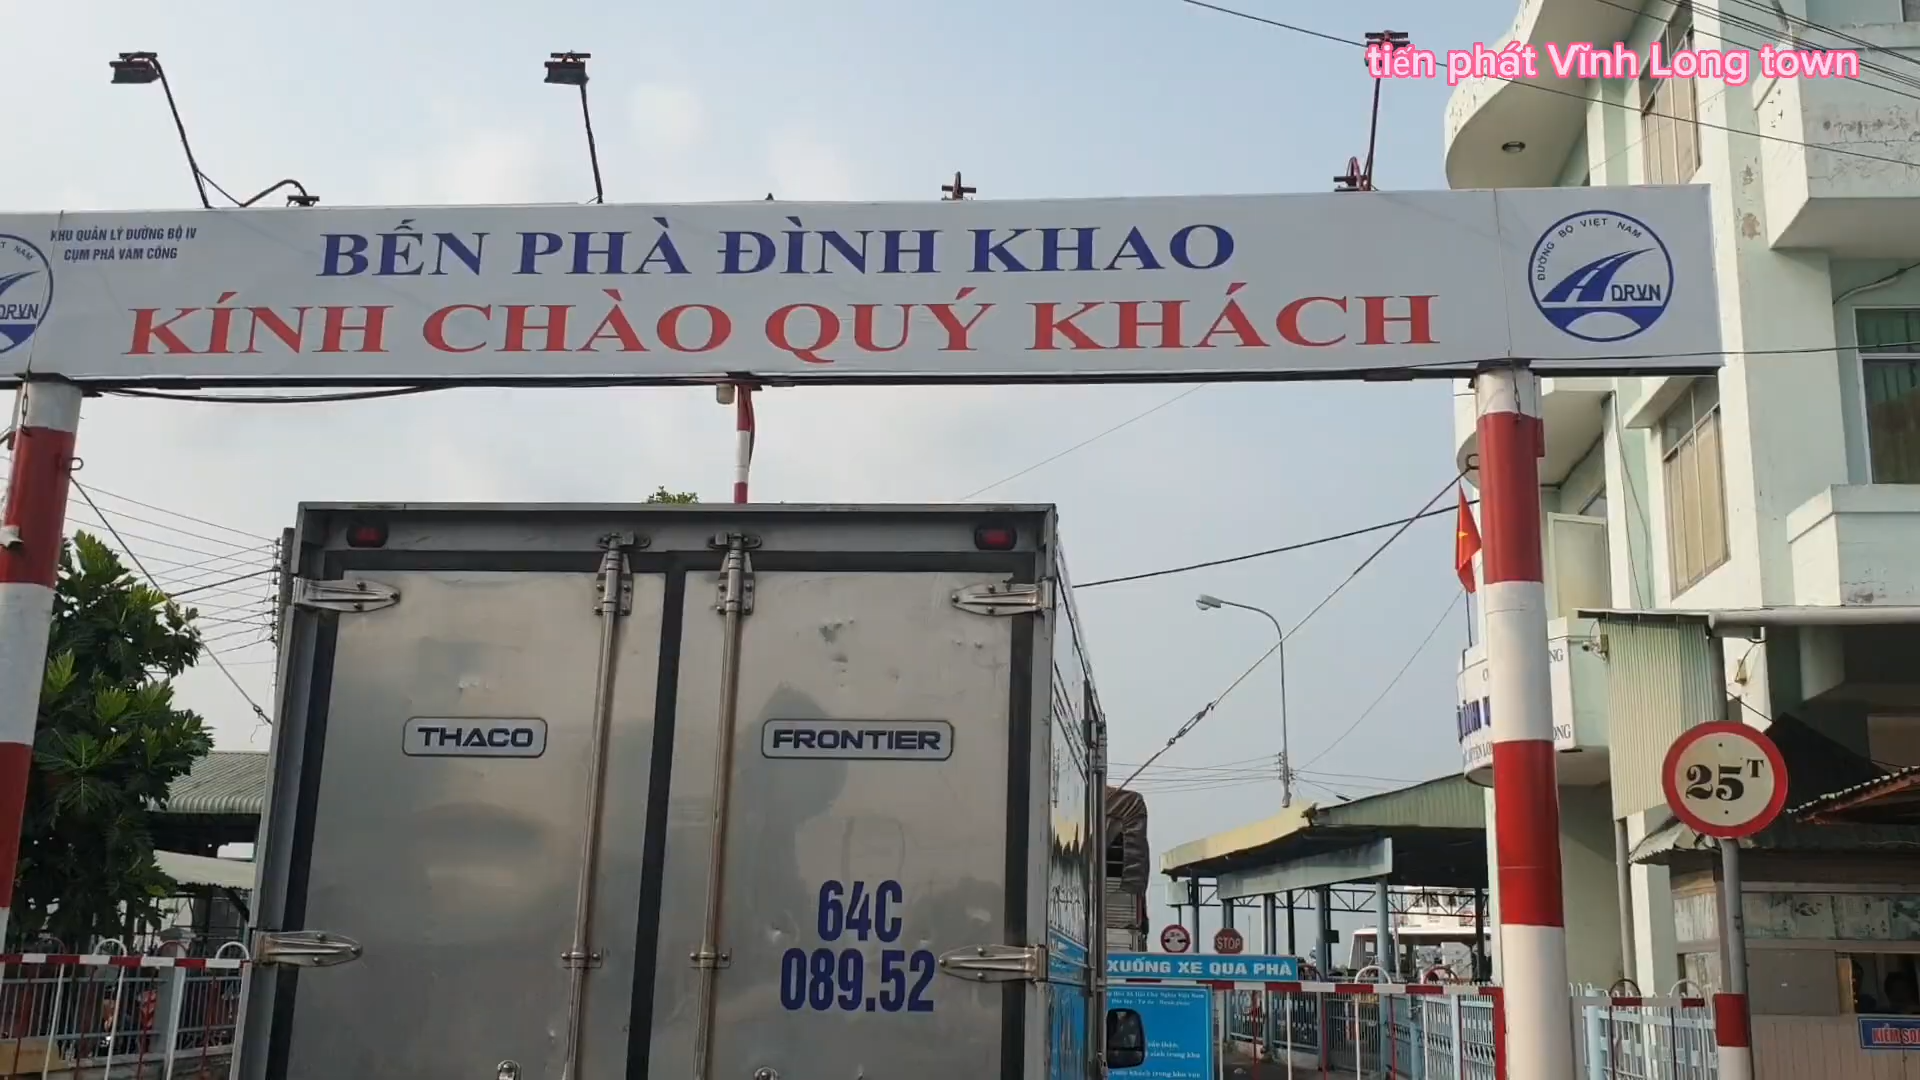 tiến phát Vĩnh Long town
KHU QUẢN LÝ ĐƯỜNG BỘ IV
CỤM PHÀ VÀM CỐNG
BẾN PHÀ ĐÌNH KHAO
KÍNH CHÀO QUÝ KHÁCH
ĐƯỜNG BỘ VIỆT NAM
DRVN
DRVN
THACO
FRONTIER
25T
64C
089.52
STOP
XUỐNG XE QUA PHÀ
KIỂM SO